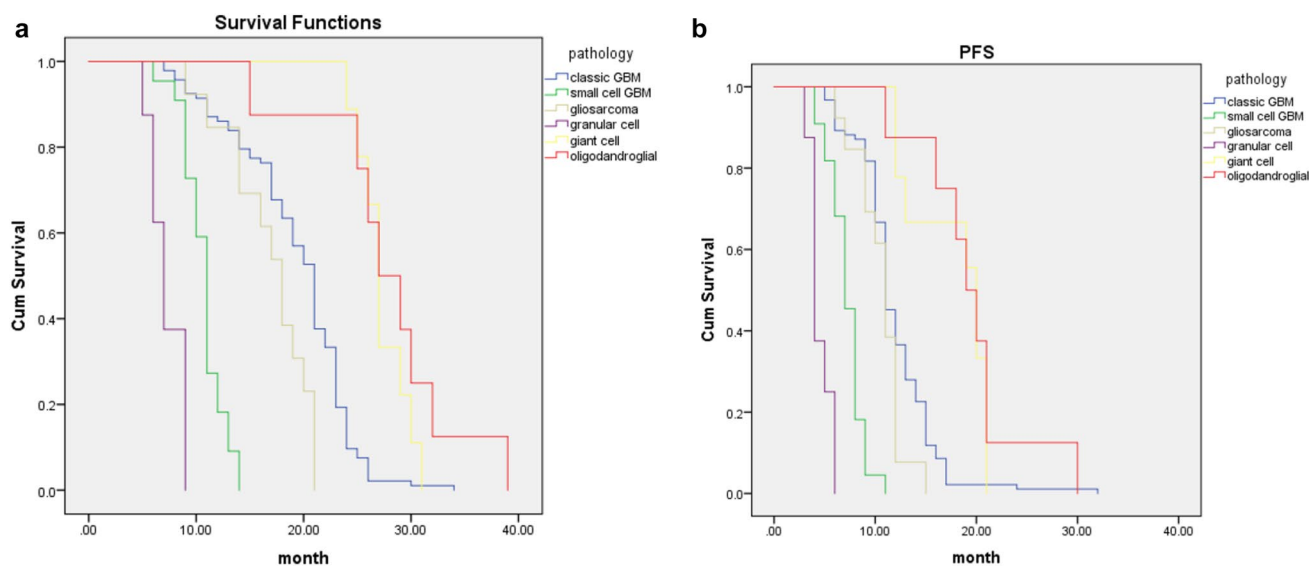 a
Survival Functions
pathology
classic GBM
small cell GBM
gliosarcoma
granular cell
giant cell
oligodandroglial
Cum Survival
1.0
0.8
0.6
0.4
0.2
0.0
.00 10.00 20.00 30.00 40.00
month
b
PFS
pathology
classic GBM
small cell GBM
gliosarcoma
granular cell
giant cell
oligodandroglial
Cum Survival
1.0
0.8
0.6
0.4
0.2
0.0
.00 10.00 20.00 30.00 40.00
month